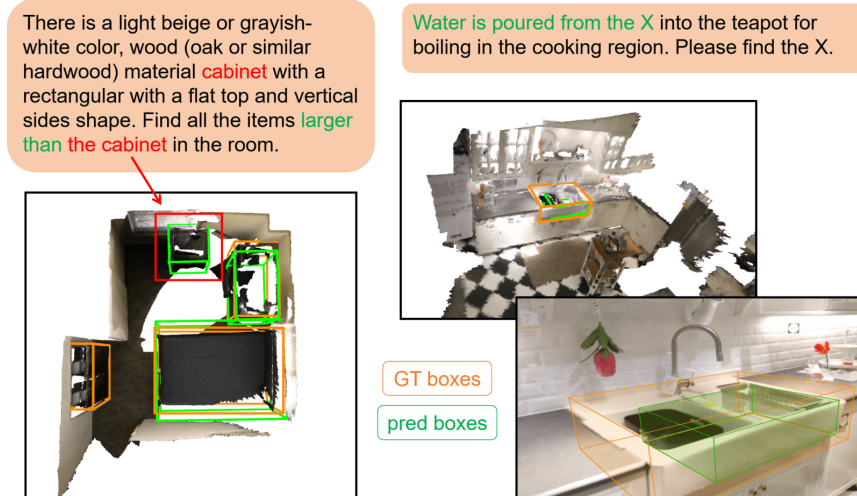 There is a light beige or grayish-
white color, wood (oak or similar
hardwood) material cabinet with a
rectangular with a flat top and vertical
sides shape. Find all the items larger
than the cabinet in the room.
Water is poured from the X into the teapot for
boiling in the cooking region. Please find the X.
GT boxes
pred boxes